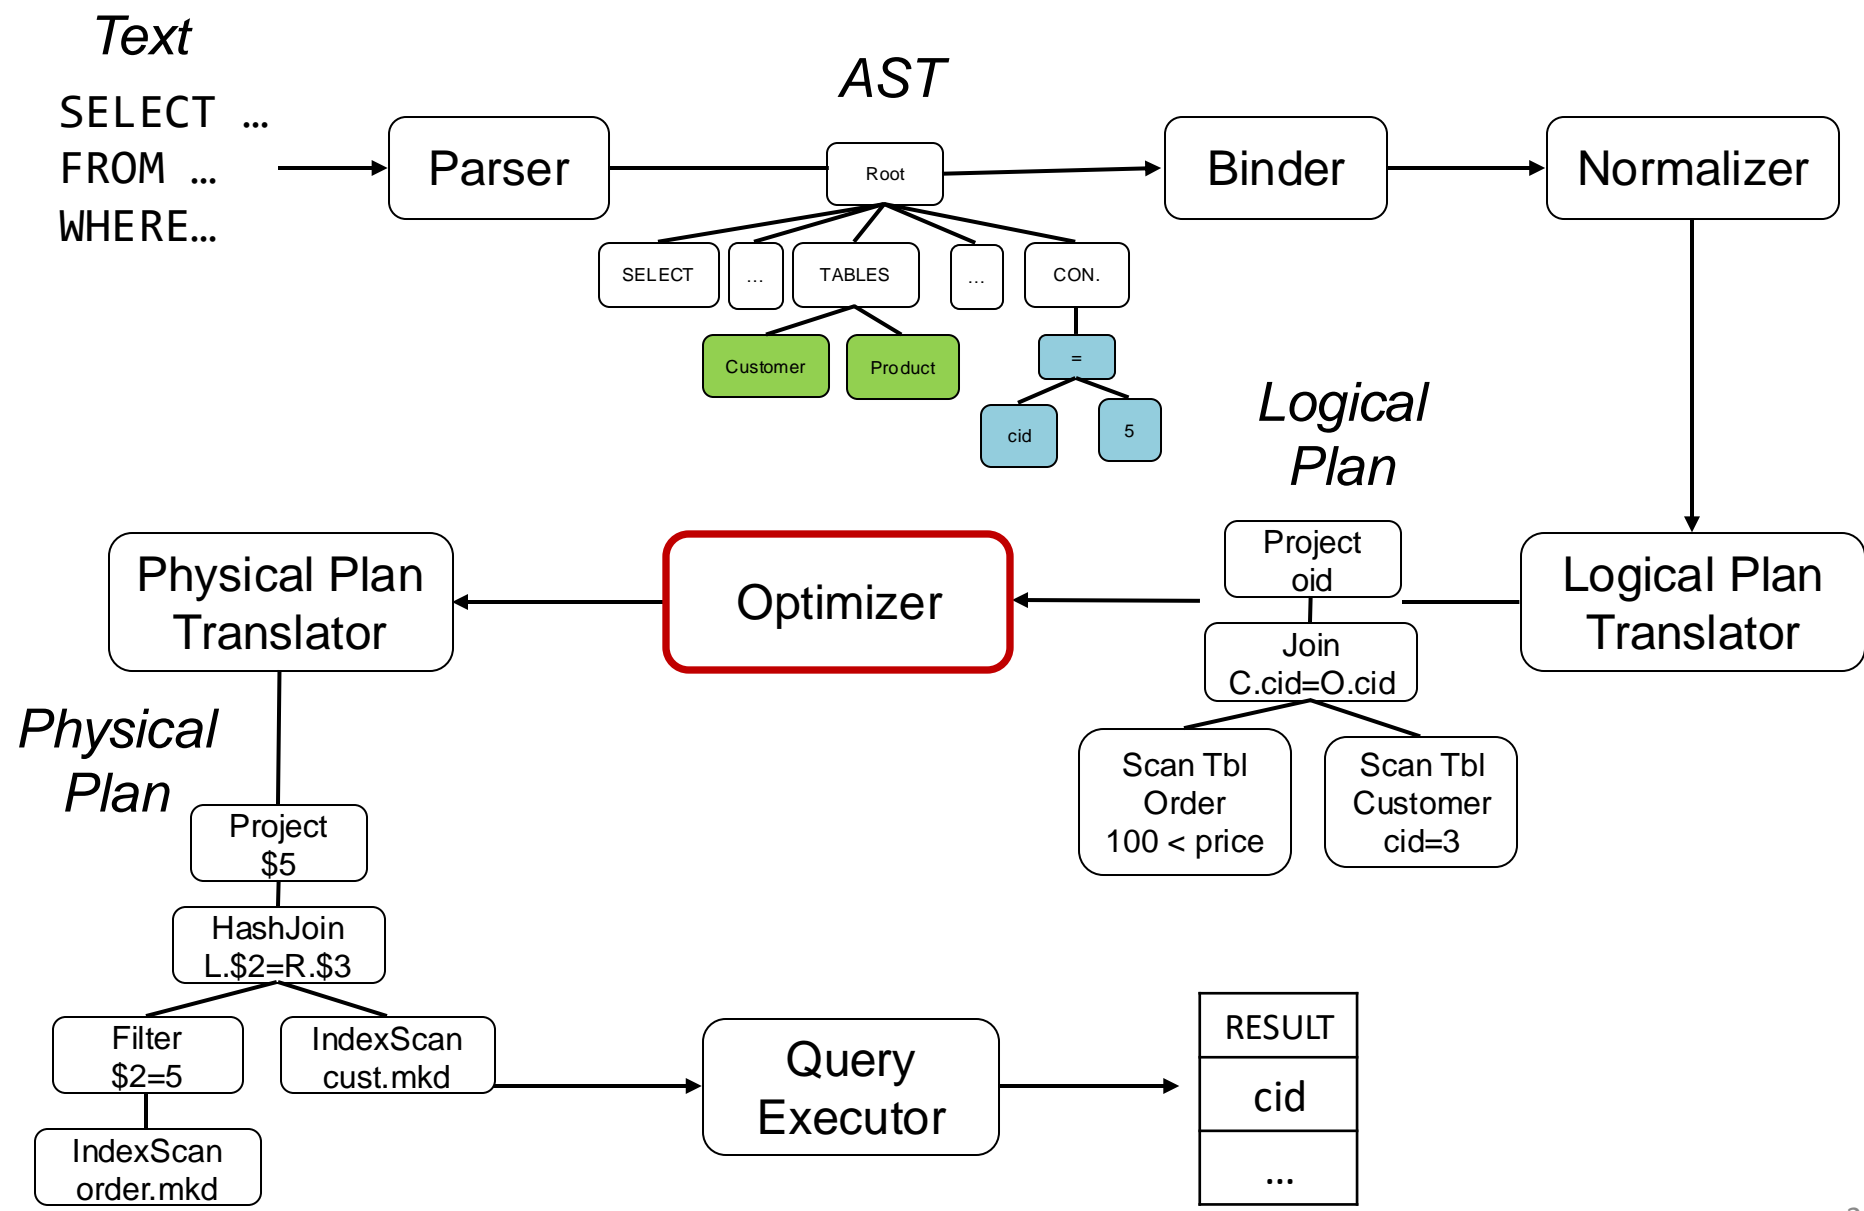 Text
SELECT …
FROM …
WHERE…
AST
Parser
Root
Binder
Normalizer
SELECT
...
TABLES
...
CON.
Customer
Product
=
cid
5
Logical
Plan
Physical Plan
Translator
Optimizer
Project
oid
Join
C.cid=O.cid
Scan Tbl
Order
100 < price
Scan Tbl
Customer
cid=3
Logical Plan
Translator
Physical
Plan
Project
$5
HashJoin
L.$2=R.$3
Filter
$2=5
IndexScan
cust.mkd
IndexScan
order.mkd
Query
Executor
RESULT
cid
...